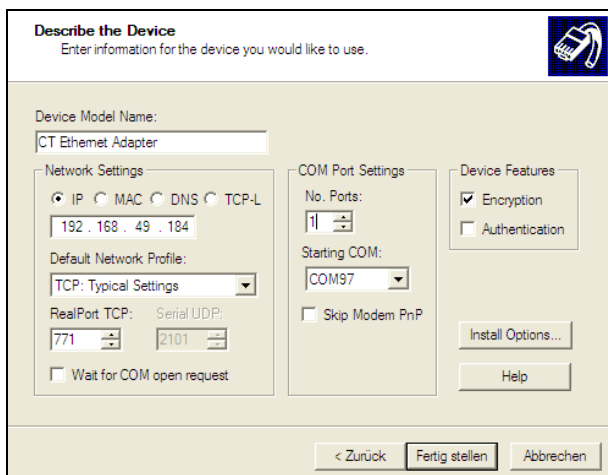 Describe the Device
Enter infomation for the device you would like to use.
Device Model Name:
CT Ethernet Adapter
Network Settings
IP MAC DNS TCP-L
192 . 168 . 49 . 184
Default Network Profile:
TCP: Typical Settings
RealPort TCP: Serial UDP:
771 2101
Wait for COM open request
COM Port Settings
No. Ports:
1
Starting COM:
COM97
Skip Modem PnP
Device Features
Encryption
Authentication
Install Options...
Help
< Zurück Fertig stellen Abbrechen